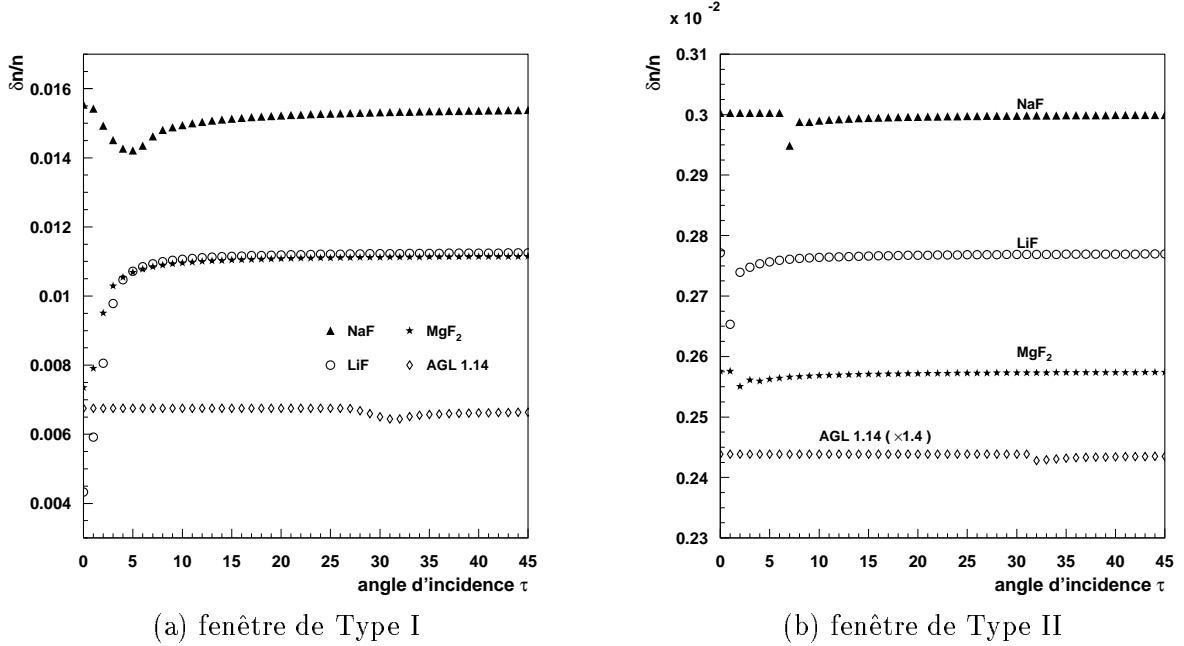 δn/n
0.016
0.014
0.012
0.01
0.008
0.006
0.004
NaF
MgF2
LiF
AGL 1.14
0 5 10 15 20 25 30 35 40 45
angle d'incidence τ
(a) fenêtre de Type I
x 10 -2
δn/n
0.31
0.3
0.29
0.28
0.27
0.26
0.25
0.24
0.23
NaF
LiF
MgF2
AGL 1.14 ( ×1.4 )
0 5 10 15 20 25 30 35 40 45
angle d'incidence τ
(b) fenêtre de Type II